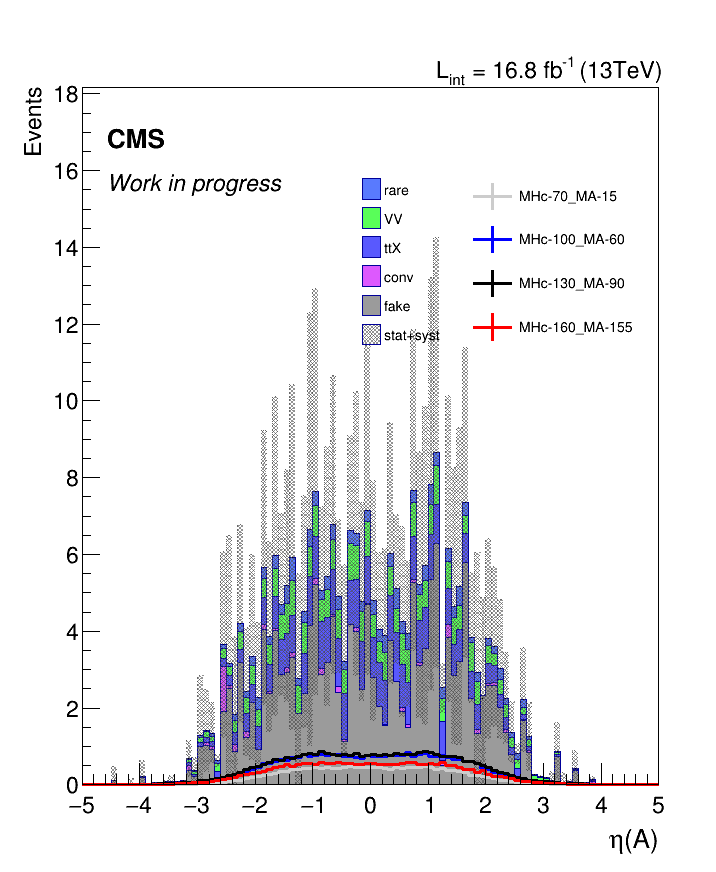 L_int = 16.8 fb^-1 (13TeV)
Events
18
16
14
12
10
8
6
4
2
0
CMS
Work in progress
rare
VV
ttX
conv
fake
stat+syst
MHc-70_MA-15
MHc-100_MA-60
MHc-130_MA-90
MHc-160_MA-155
−5 −4 −3 −2 −1 0 1 2 3 4 5
η(A)